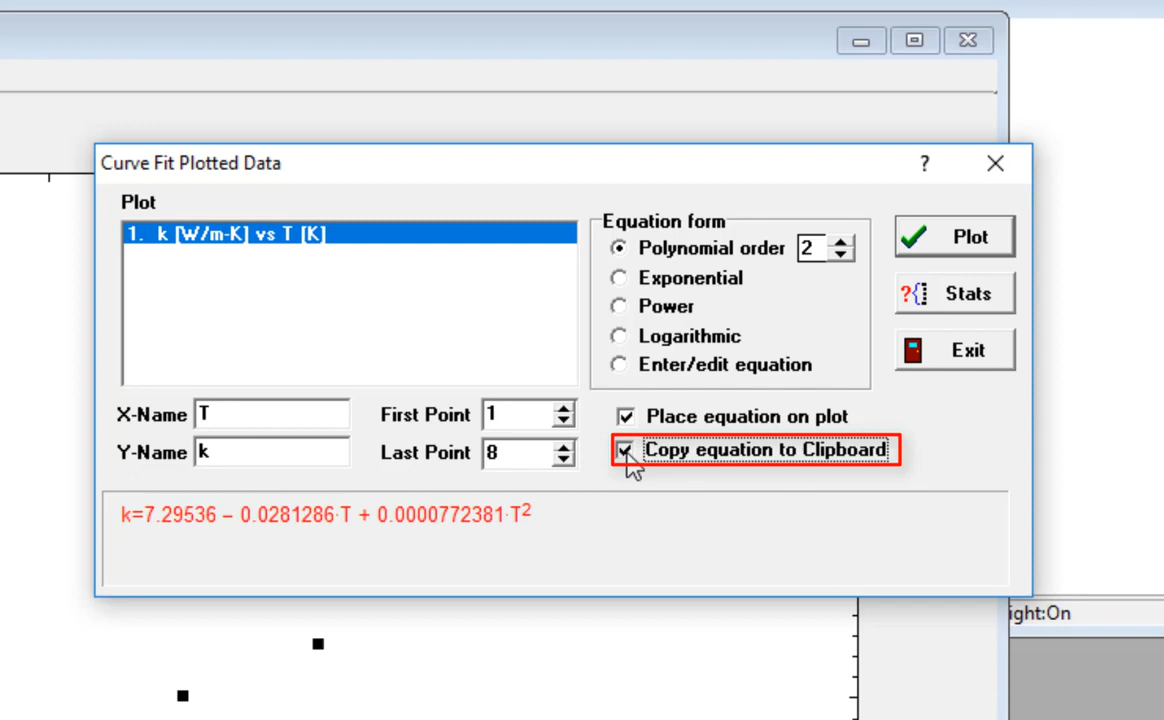 Curve Fit Plotted Data
?
Plot
1. k [W/m-K] vs T [K]
Equation form
Polynomial order 2
Exponential
Power
Logarithmic
Enter/edit equation
Plot
?{ Stats
Exit
X-Name T
First Point 1
Place equation on plot
Y-Name k
Last Point 8
Copy equation to Clipboard
k=7.29536 − 0.0281286·T + 0.0000772381·T²
ight:On